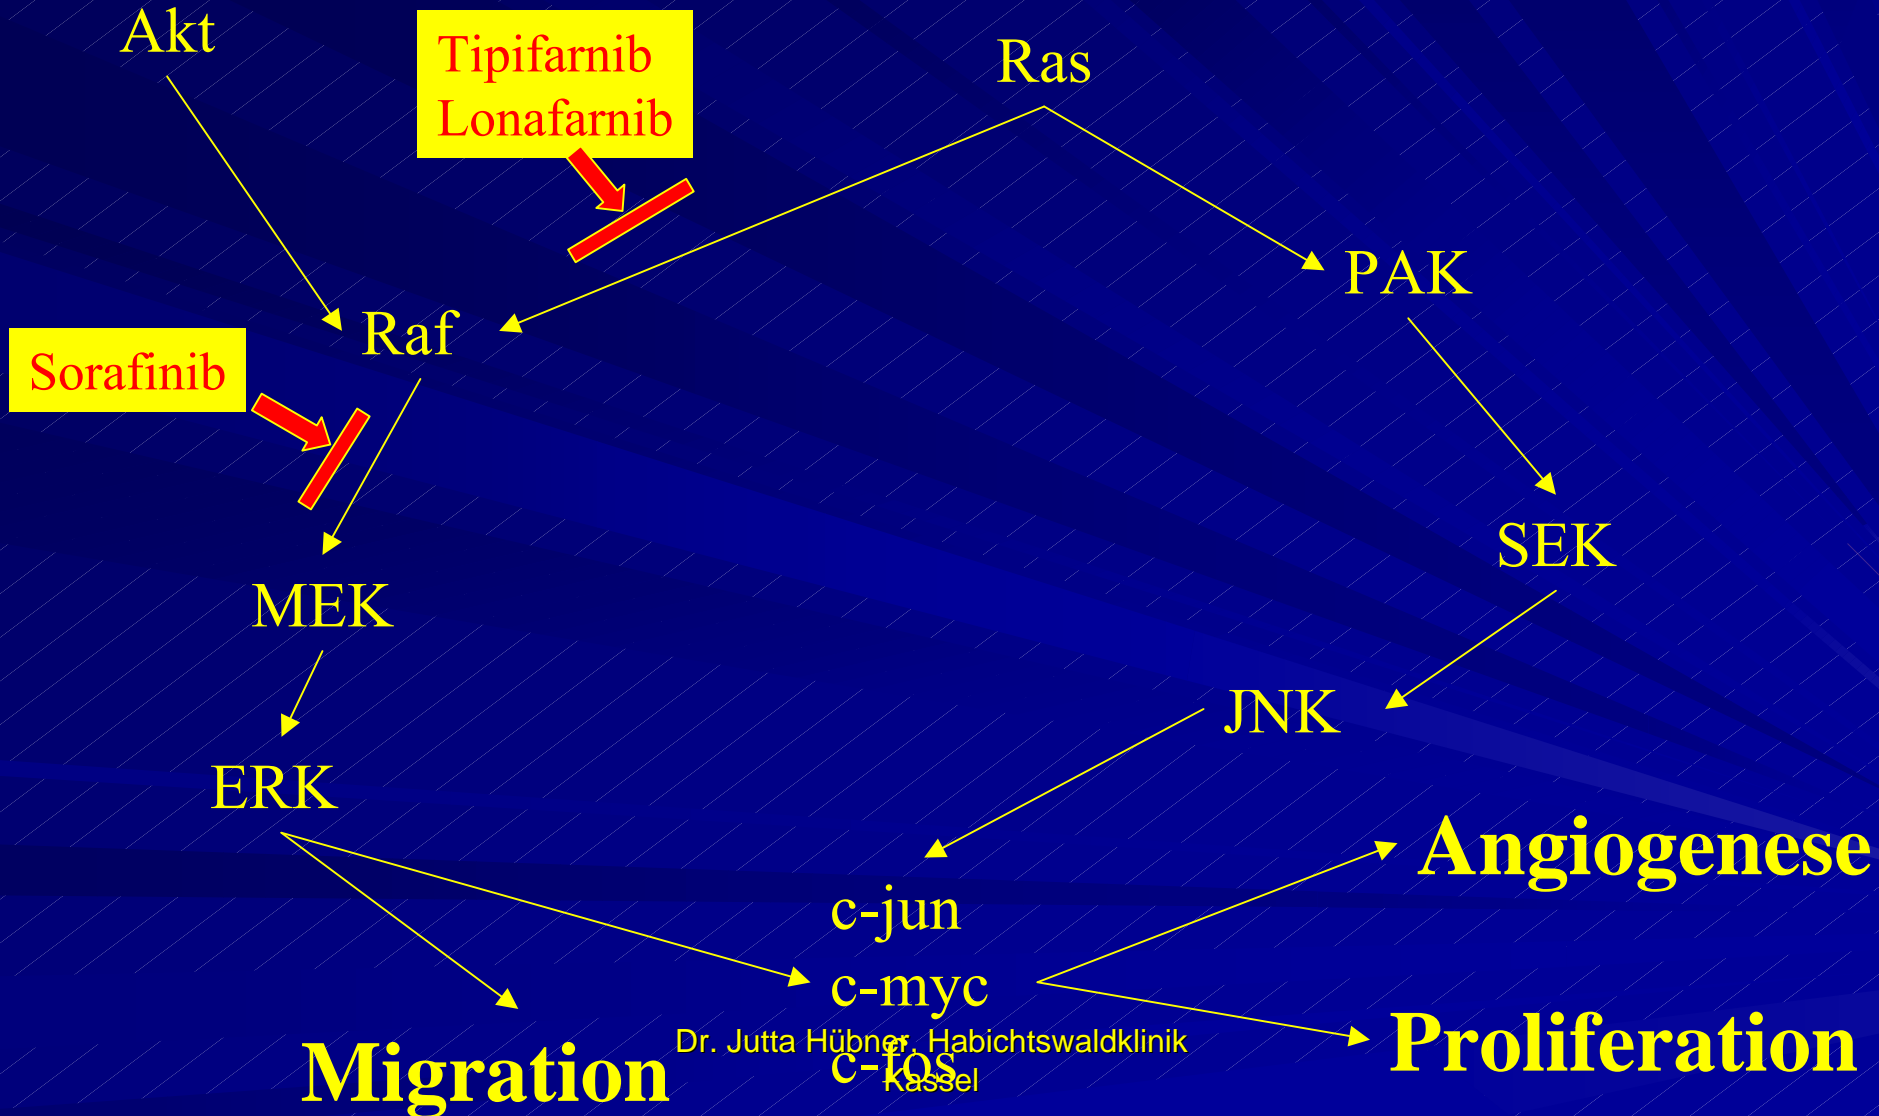 Akt
Tipifarnib
Lonafarnib
Ras
PAK
Raf
Sorafinib
SEK
MEK
JNK
ERK
Angiogenese
c-jun
c-myc
c-fos
Proliferation
Migration
Dr. Jutta Hübner, Habichtswaldklinik
Kassel